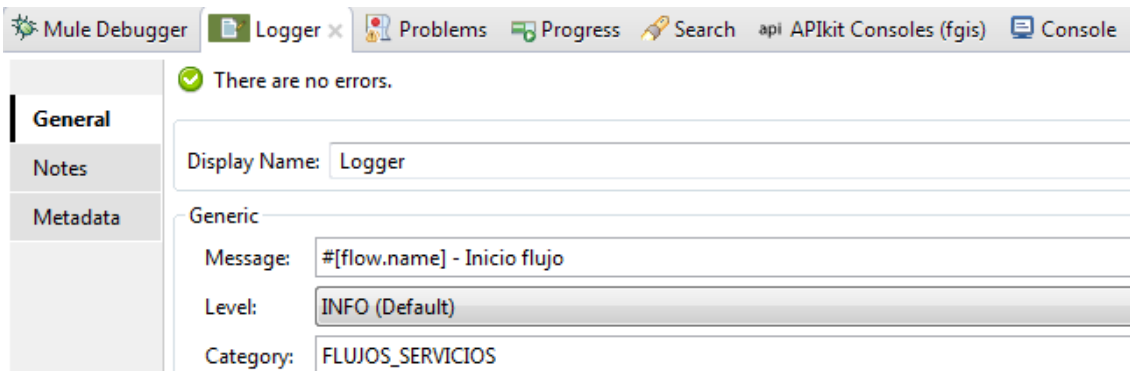 Mule Debugger Logger Problems Progress Search api APIkit Consoles (fgis) Console
There are no errors.
General
Notes
Metadata
Display Name: Logger
Generic
Message: #[flow.name] - Inicio flujo
Level: INFO (Default)
Category: FLUJOS_SERVICIOS